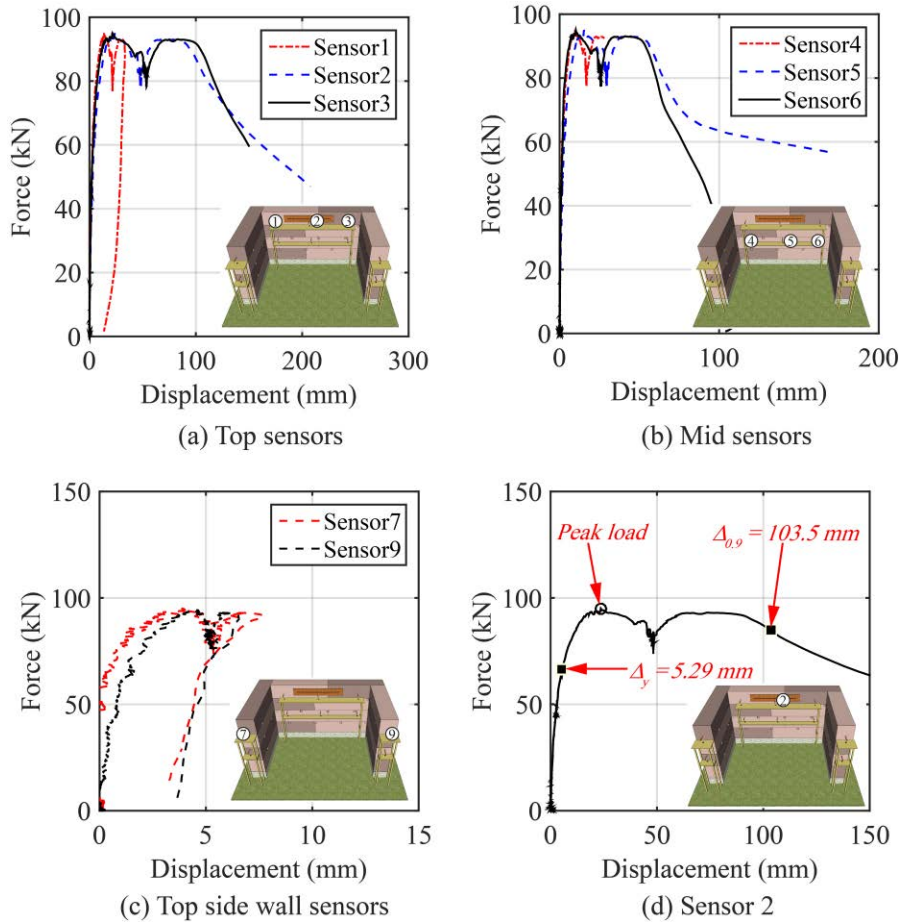 100
80
60
40
20
0
0
100
200
300
Force (kN)
Displacement (mm)
Sensor1
Sensor2
Sensor3
1
2
3
(a) Top sensors
100
80
60
40
20
0
0
100
200
Force (kN)
Displacement (mm)
Sensor4
Sensor5
Sensor6
4
5
6
(b) Mid sensors
150
100
50
0
0
5
10
15
Force (kN)
Displacement (mm)
Sensor7
Sensor9
7
9
(c) Top side wall sensors
150
100
50
0
0
50
100
150
Force (kN)
Displacement (mm)
Peak load
Δ0.9 = 103.5 mm
Δy = 5.29 mm
2
(d) Sensor 2